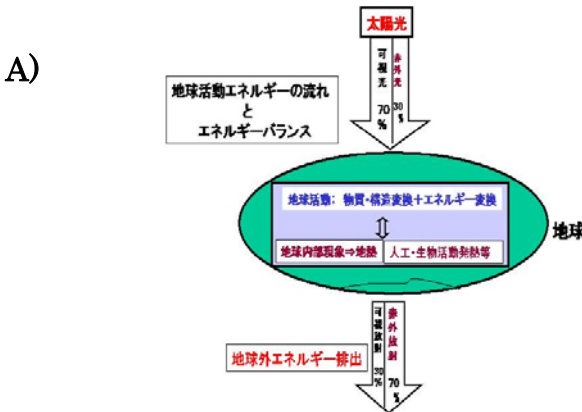 太陽光
A)
可視光 70%
赤外光 30%
地球活動エネルギーの流れ
と
エネルギーバランス
地球活動: 物質・構造変換+エネルギー変換
地球
地球内部現象⇒地熱
人工・生物活動発熱等
可視放射 30%
赤外放射 70%
地球外エネルギー排出